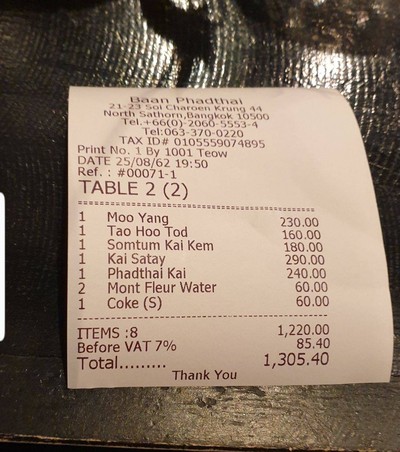 Baan Phadthai
21-23 Soi Charoen Krung 44
North Sathorn,Bangkok 10500
Tel.+66(0)-2060-5553-4
Tel:063-370-0220
TAX ID# 0105559074895
Print No. 1 By 1001 Teow
DATE 25/08/62 19:50
Ref. : #00071-1
TABLE 2 (2)
1 Moo Yang 230.00
1 Tao Hoo Tod 160.00
1 Somtum Kai Kem 180.00
1 Kai Satay 290.00
1 Phadthai Kai 240.00
2 Mont Fleur Water 60.00
1 Coke (S) 60.00
ITEMS :8 1,220.00
Before VAT 7% 85.40
Total......... 1,305.40
Thank You